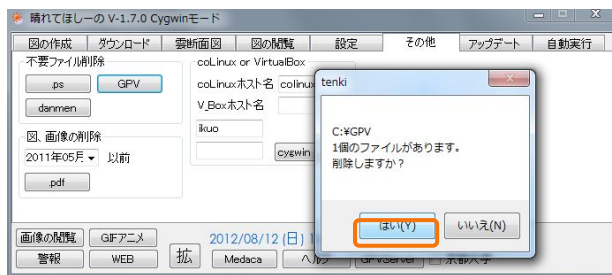 晴れてほしーの V-1.7.0 Cygwinモード
図の作成 ダウンロード 雲断面図 図の閲覧 設定 その他 アップデート 自動実行
不要ファイル削除
.ps GPV
danmen
図、画像の削除
2011年05月 以前
.pdf
coLinux or VirtualBox
coLinuxホスト名 colinux
V_Boxホスト名
ikuo
cygwin
tenki
C:¥GPV
1個のファイルがあります。
削除しますか？
はい(Y) いいえ(N)
画像の閲覧 GIFアニメ 2012/08/12 (日)
警報 WEB 拡 Medaca ヘルプ GPVServer